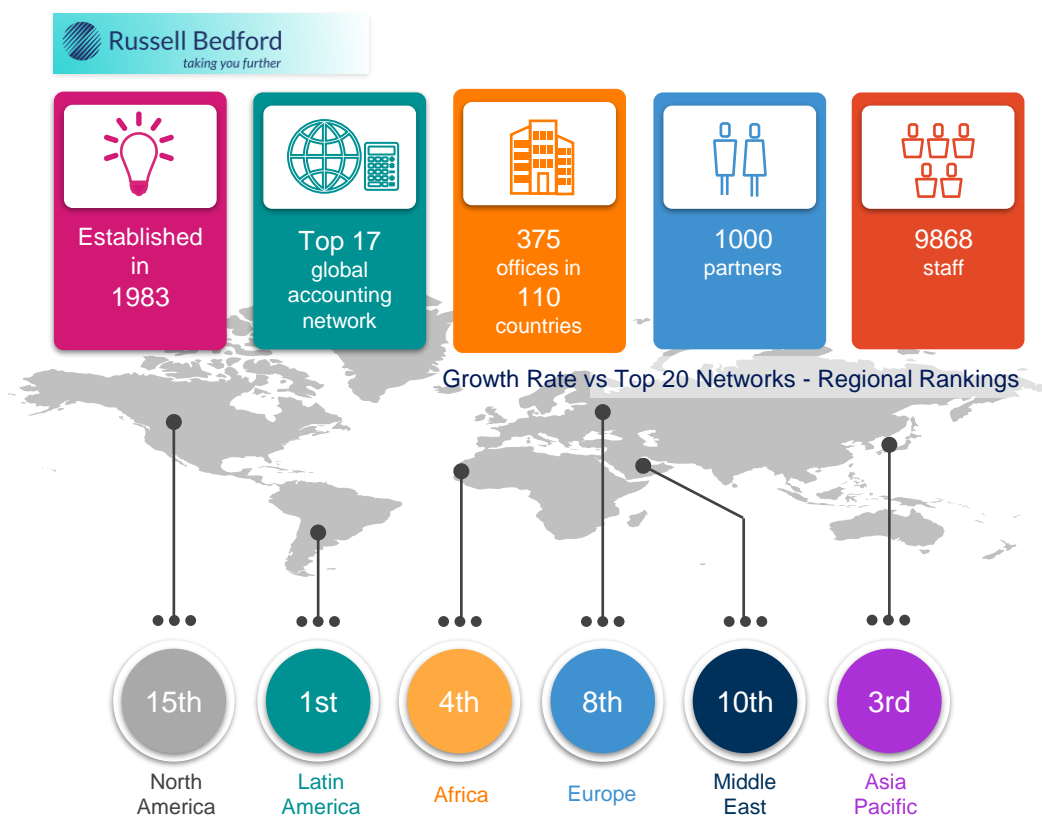 Russell Bedford
taking you further
Established
in
1983
Top 17
global
accounting
network
375
offices in
110
countries
1000
partners
9868
staff
Growth Rate vs Top 20 Networks - Regional Rankings
15th
1st
4th
8th
10th
3rd
North
America
Latin
America
Africa
Europe
Middle
East
Asia
Pacific